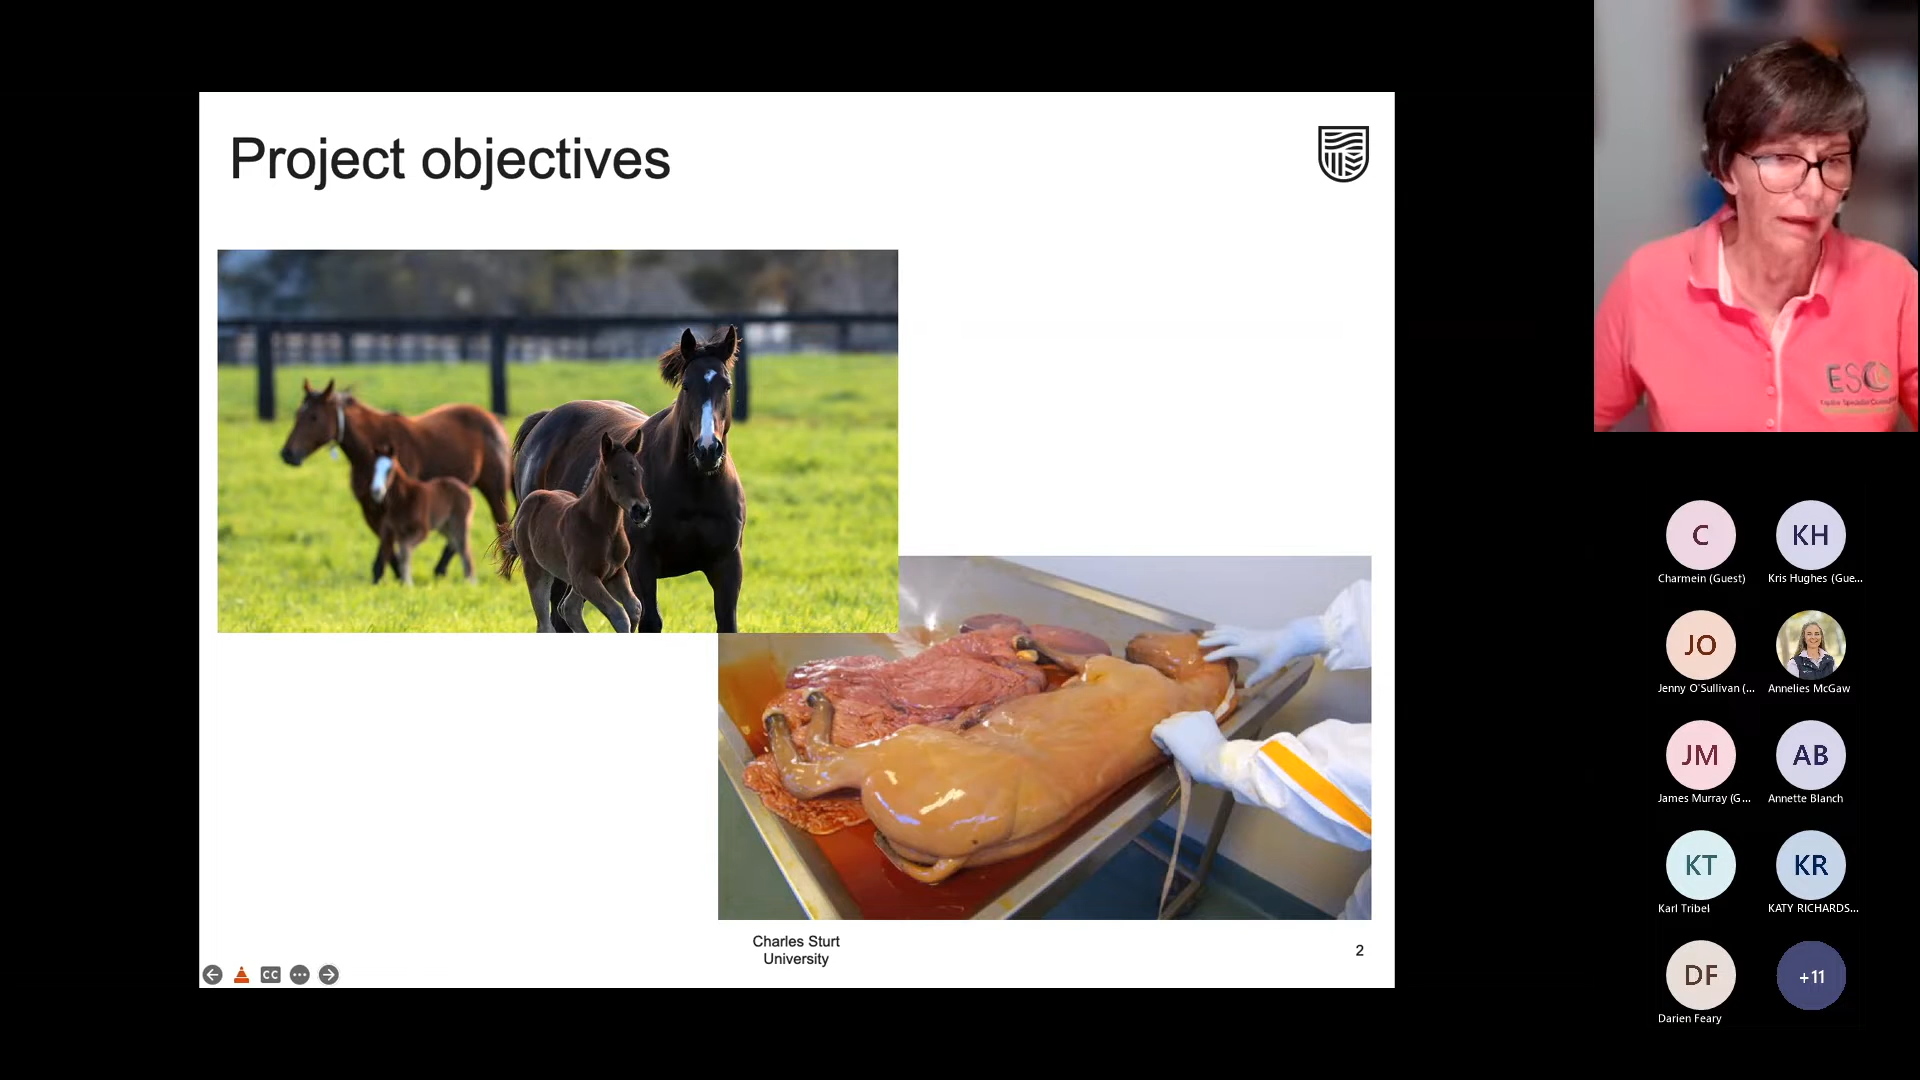 Project objectives
Charles Sturt
University
2
CC
ESC
C
Charmein (Guest)
KH
Kris Hughes (Gue...
JO
Jenny O'Sullivan (...
Annelies McGaw
JM
James Murray (G...
AB
Annette Blanch
KT
Karl Tribel
KR
KATY RICHARDS...
DF
Darien Feary
+11